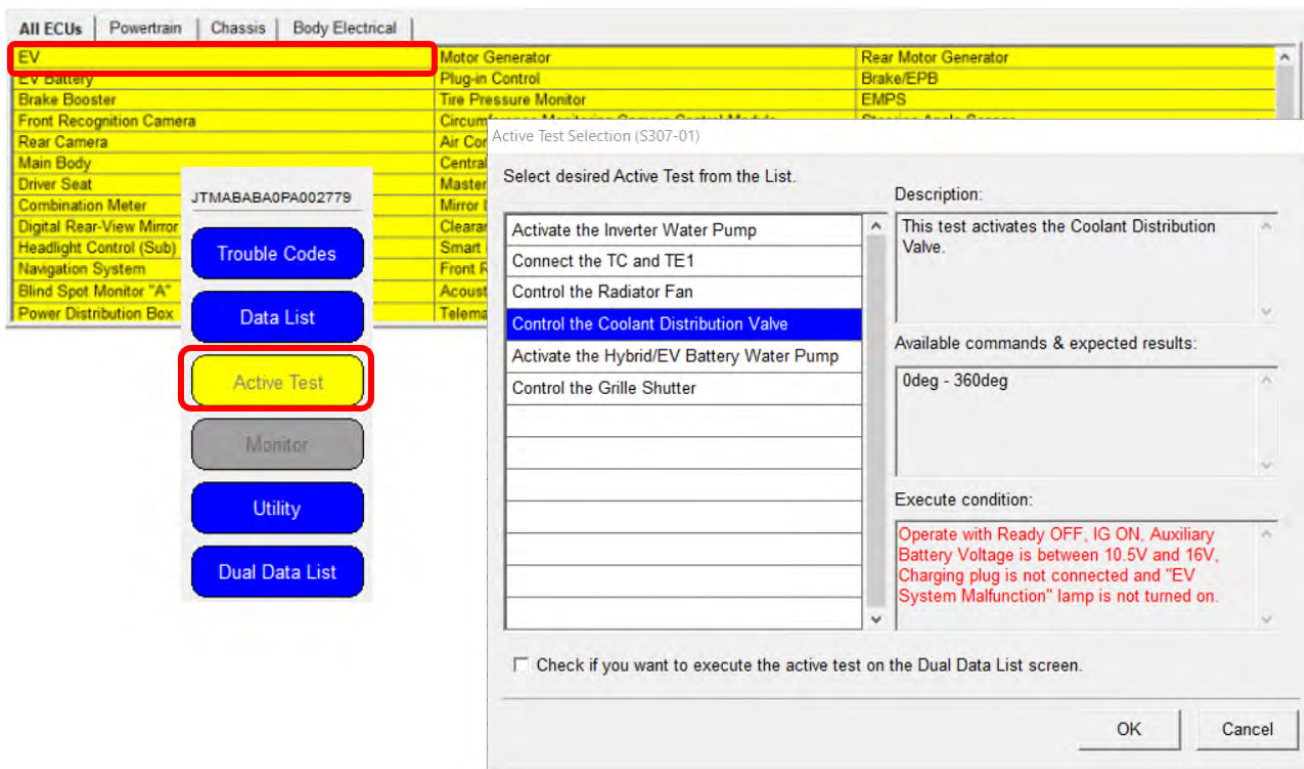 All ECUs | Powertrain | Chassis | Body Electrical
EV
Motor Generator
Rear Motor Generator
EV Battery
Plug-in Control
Brake/EPB
Brake Booster
Tire Pressure Monitor
EMPS
Front Recognition Camera
Rear Camera
Main Body
Central
Driver Seat
Master
Combination Meter
Mirror
Digital Rear-View Mirror
Headlight Control (Sub)
Smart
Navigation System
Front
Blind Spot Monitor "A"
Power Distribution Box
JTMABABA0PA002779
Trouble Codes
Data List
Active Test
Monitor
Utility
Dual Data List
Active Test Selection (S307-01)
Select desired Active Test from the List.
Activate the Inverter Water Pump
Connect the TC and TE1
Control the Radiator Fan
Control the Coolant Distribution Valve
Activate the Hybrid/EV Battery Water Pump
Control the Grille Shutter
Description:
This test activates the Coolant Distribution
Valve.
Available commands & expected results:
0deg - 360deg
Execute condition:
Operate with Ready OFF, IG ON, Auxiliary
Battery Voltage is between 10.5V and 16V,
Charging plug is not connected and "EV
System Malfunction" lamp is not turned on.
Check if you want to execute the active test on the Dual Data List screen.
OK
Cancel